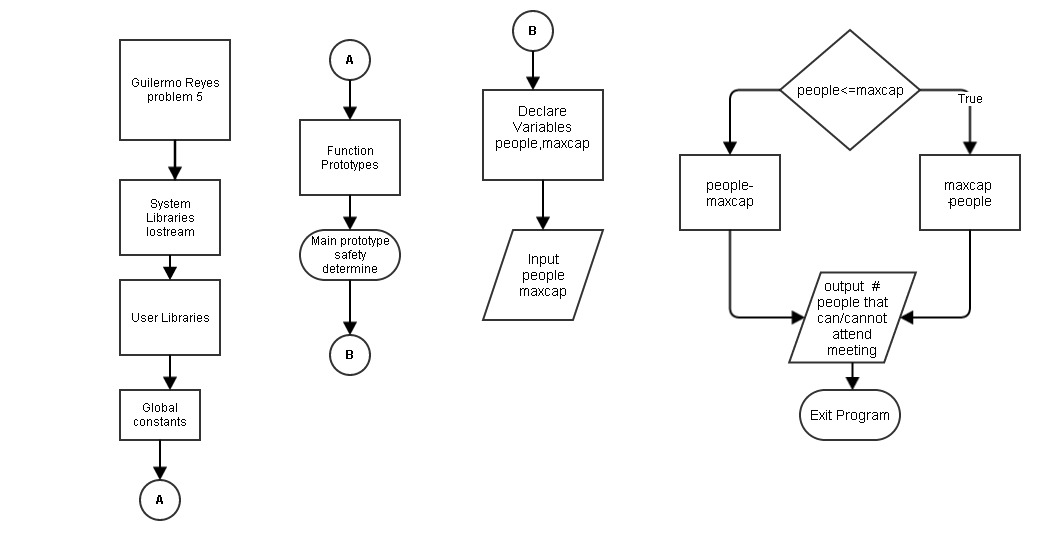 Guilermo Reyes
problem 5
System
Libraries
Iostream
User Libraries
Global
constants
A
A
Function
Prototypes
Main prototype
safety
determine
B
B
Declare
Variables
people,maxcap
Input
people
maxcap
people<=maxcap
True
people-
maxcap
maxcap
-people
output #
people that
can/cannot
attend
meeting
Exit Program